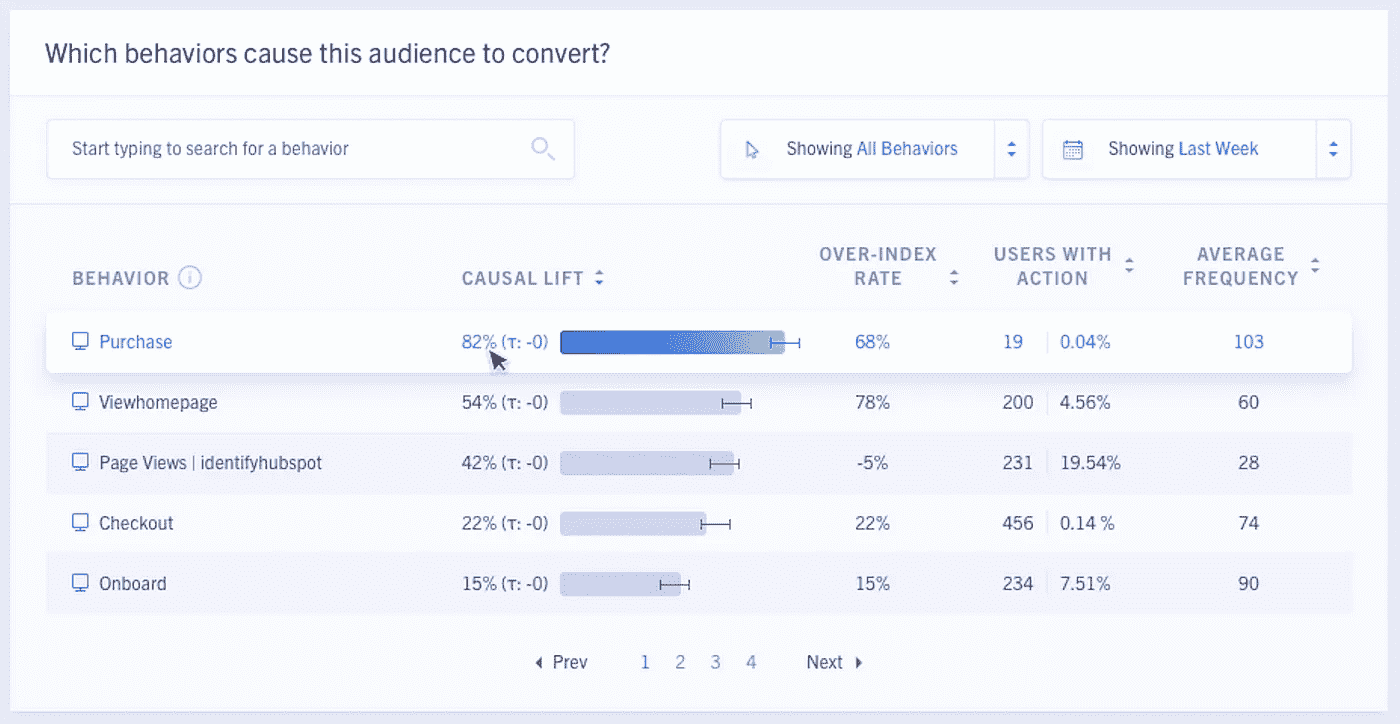 Which behaviors cause this audience to convert?
Start typing to search for a behavior
Showing All Behaviors
Showing Last Week
BEHAVIOR i
CAUSAL LIFT
OVER-INDEX
RATE
USERS WITH
ACTION
AVERAGE
FREQUENCY
Purchase 82% (τ: -0) 68% 19 0.04% 103
Viewhomepage 54% (τ: -0) 78% 200 4.56% 60
Page Views | identifyhubspot 42% (τ: -0) -5% 231 19.54% 28
Checkout 22% (τ: -0) 22% 456 0.14 % 74
Onboard 15% (τ: -0) 15% 234 7.51% 90
Prev 1 2 3 4 Next